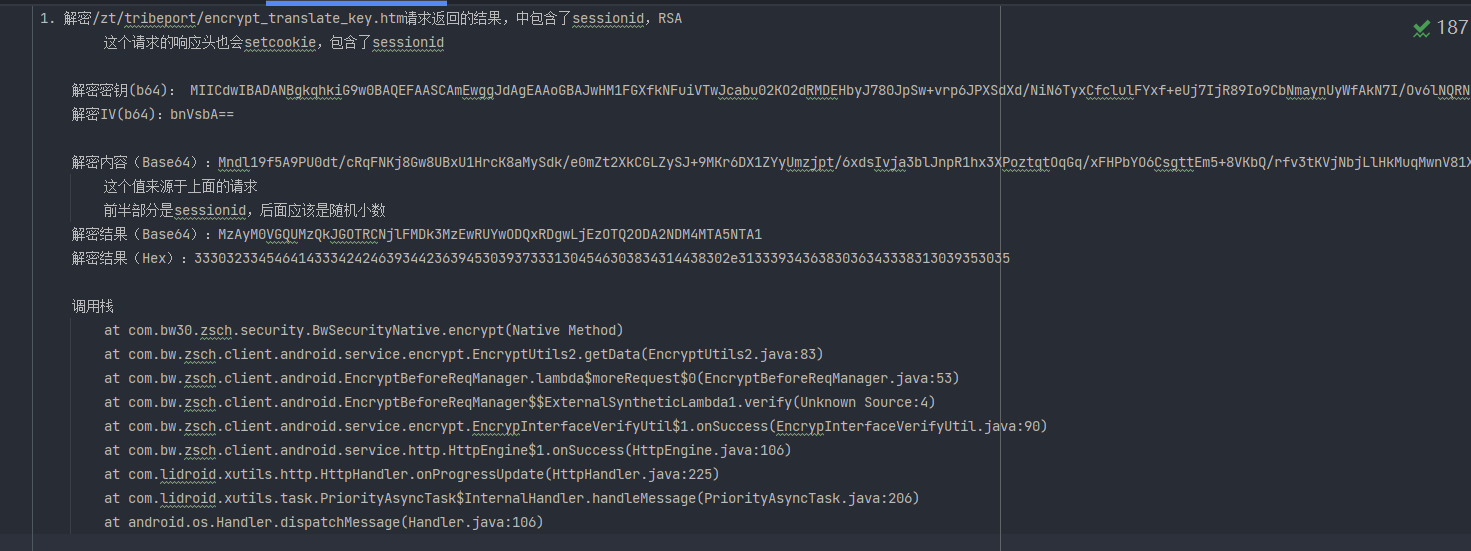 187
1. 解密/zt/tribeport/encrypt_translate_key.htm请求返回的结果，中包含了sessionid，RSA
这个请求的响应头也会setcookie，包含了sessionid
解密密钥(b64)： MIICdwIBADANBgkqhkiG9w0BAQEFAASCAmEwggJdAgEAAoGBAJwHM1FGXfkNFuiVTwJcabu02KO2dRMDEHbyJ780JpSw+vrp6JPXSdXd/NiN6TyxCfclulFYxf+eUj7IjR89Io9CbNmaynUyWfAkN7I/Ov6lNQRN
解密IV(b64)：bnVsbA==
解密内容（Base64）：Mndl19f5A9PU0dt/cRqFNKj8Gw8UBxU1HrcK8aMySdk/e0mZt2XkCGLZySJ+9MKr6DX1ZYyUmzjpt/6xdsIvja3blJnpR1hx3XPoztqtOqGq/xFHPbYO6CsgttEm5+8VKbQ/rfv3tKVjNbjLlHkMuqMwnV81X
这个值来源于上面的请求
前半部分是sessionid，后面应该是随机小数
解密结果（Base64）：MzAyM0VGQUMzQkJGOTRCNjlFMDk3MzEwRUYwODQxRDgwLjEzOTQ2ODA2NDM4MTA5NTA1
解密结果（Hex）：33303233454641433342424639344236394530393733313045463038343144383​02e3133393436383036343338313039353035
调用栈
at com.bw30.zsch.security.BwSecurityNative.encrypt(Native Method)
at com.bw.zsch.client.android.service.encrypt.EncryptUtils2.getData(EncryptUtils2.java:83)
at com.bw.zsch.client.android.EncryptBeforeReqManager.lambda$moreRequest$0(EncryptBeforeReqManager.java:53)
at com.bw.zsch.client.android.EncryptBeforeReqManager$$ExternalSyntheticLambda1.verify(Unknown Source:4)
at com.bw.zsch.client.android.service.encrypt.EncrypInterfaceVerifyUtil$1.onSuccess(EncrypInterfaceVerifyUtil.java:90)
at com.bw.zsch.client.android.service.http.HttpEngine$1.onSuccess(HttpEngine.java:106)
at com.lidroid.xutils.http.HttpHandler.onProgressUpdate(HttpHandler.java:225)
at com.lidroid.xutils.task.PriorityAsyncTask$InternalHandler.handleMessage(PriorityAsyncTask.java:206)
at android.os.Handler.dispatchMessage(Handler.java:106)